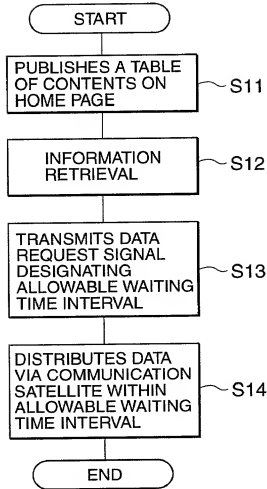 START
PUBLISHES A TABLE
OF CONTENTS ON
HOME PAGE
S11
INFORMATION
RETRIEVAL
S12
TRANSMITS DATA
REQUEST SIGNAL
DESIGNATING
ALLOWABLE WAITING
TIME INTERVAL
S13
DISTRIBUTES DATA
VIA COMMUNICATION
SATELLITE WITHIN
ALLOWABLE WAITING
TIME INTERVAL
S14
END